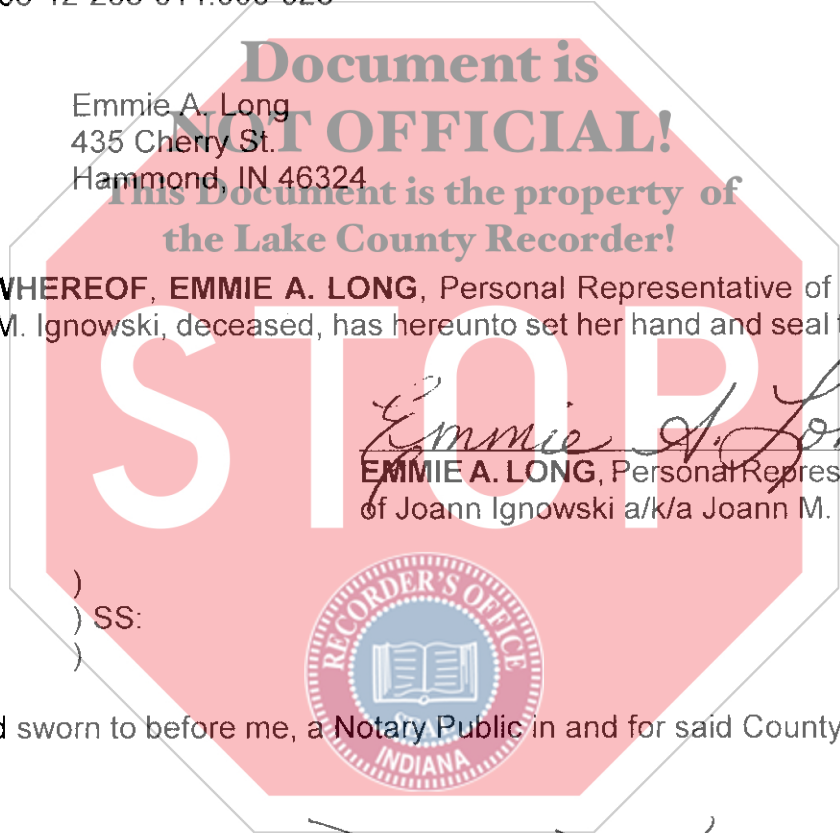 Document is
Emmie A. Long
NOT OFFICIAL!
435 Cherry St.
Hammond, IN 46324
This Document is the property of
the Lake County Recorder!
WHEREOF, EMMIE A. LONG, Personal Representative of
M. Ignowski, deceased, has hereunto set her hand and seal
STOP
Emmie A. Lon
EMMIE A. LONG, Personal Repres
of Joann Ignowski a/k/a Joann M.
)
) SS:
)
RECORDER'S OFFICE
d sworn to before me, a Notary Public in and for said County
SEAL
INDIANA